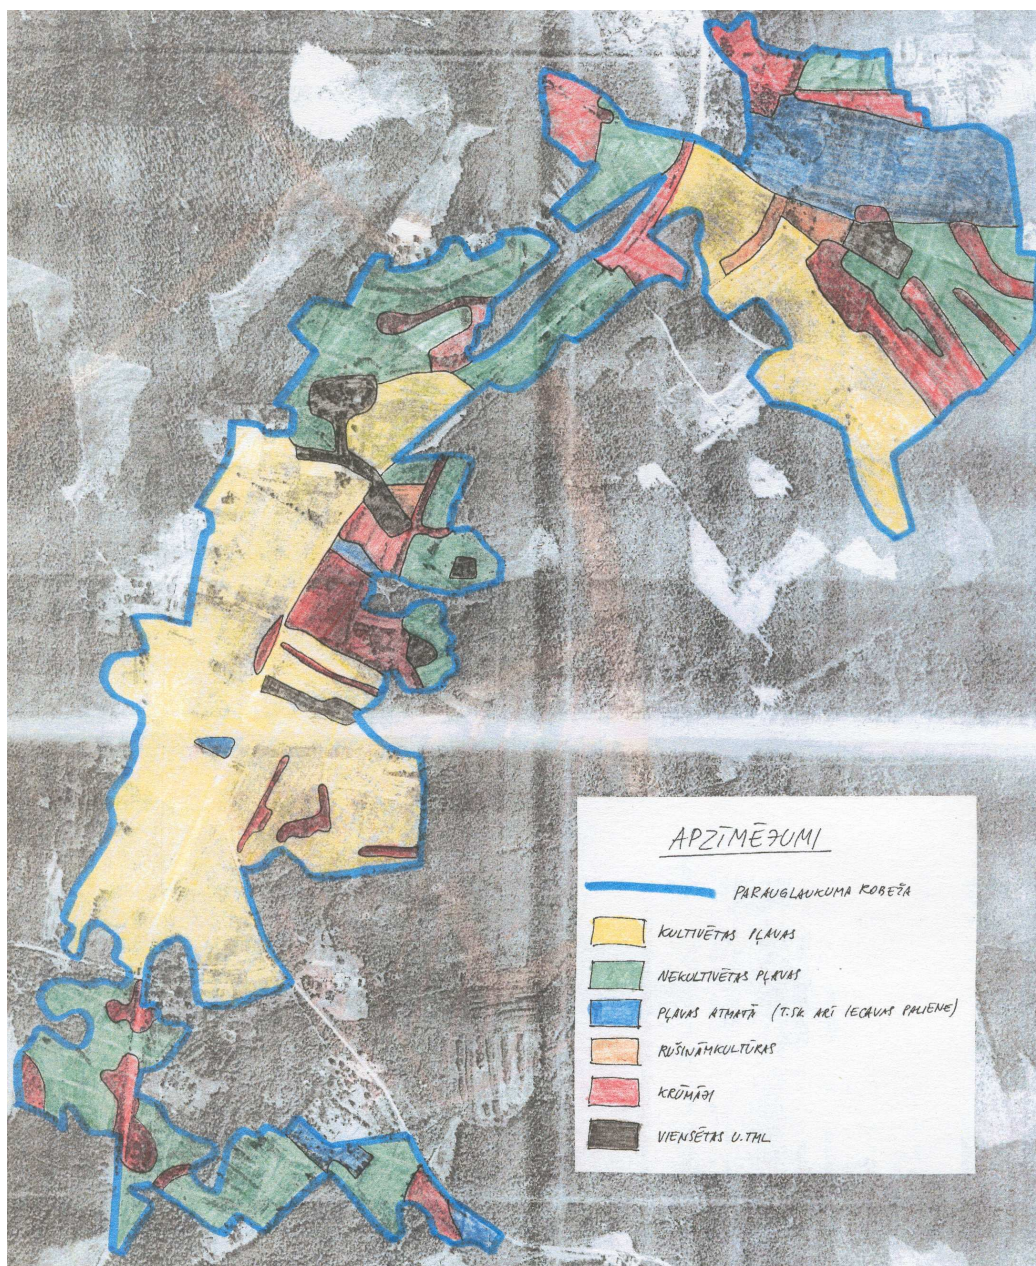 APZĪMĒJUMI
PARAUGLAUKUMA ROBEŽA
KULTIVĒTAS PĻAVAS
NEKULTIVĒTAS PĻAVAS
PĻAVAS ATMATĀ (T.SK. ARĪ IECAVAS PALIENE)
RUŠINĀMKULTŪRAS
KRŪMĀJI
VIENSĒTAS U.TML